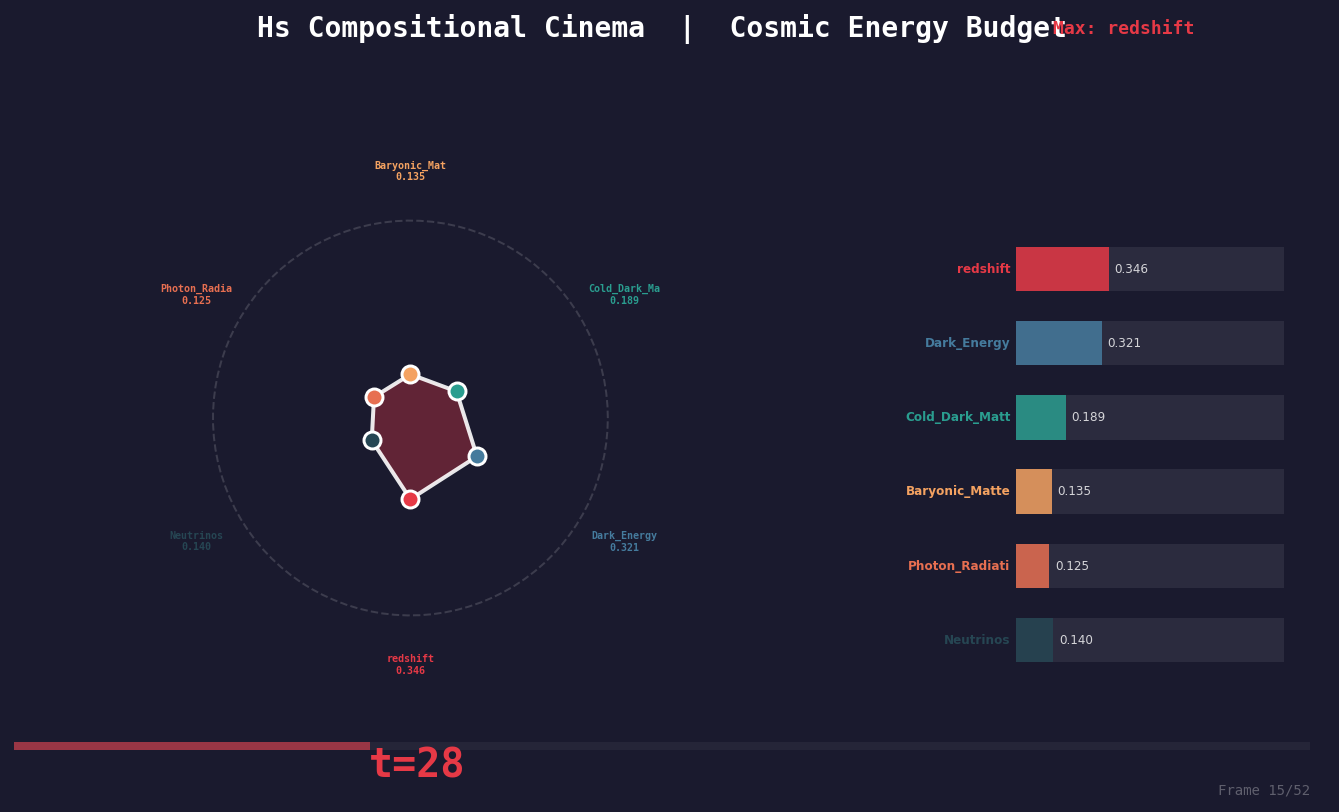 Hs Compositional Cinema  |  Cosmic Energy Budget
Max: redshift
Baryonic_Mat
0.135
Photon_Radia
0.125
Cold_Dark_Ma
0.189
Neutrinos
0.140
Dark_Energy
0.321
redshift
0.346
redshift 0.346
Dark_Energy 0.321
Cold_Dark_Matt 0.189
Baryonic_Matte 0.135
Photon_Radiati 0.125
Neutrinos 0.140
t=28
Frame 15/52